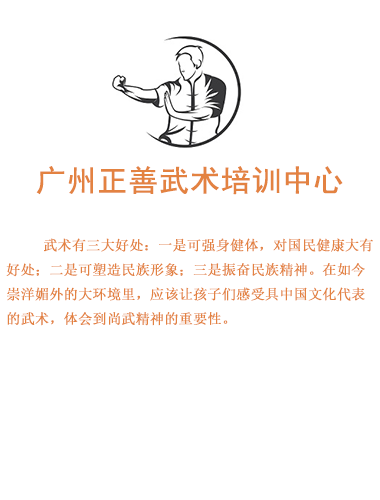 广州正善武术培训中心
武术有三大好处：一是可强身健体，对国民健康大有
好处；二是可塑造民族形象；三是振奋民族精神。在如今
崇洋媚外的大环境里，应该让孩子们感受具中国文化代表
的武术，体会到尚武精神的重要性。